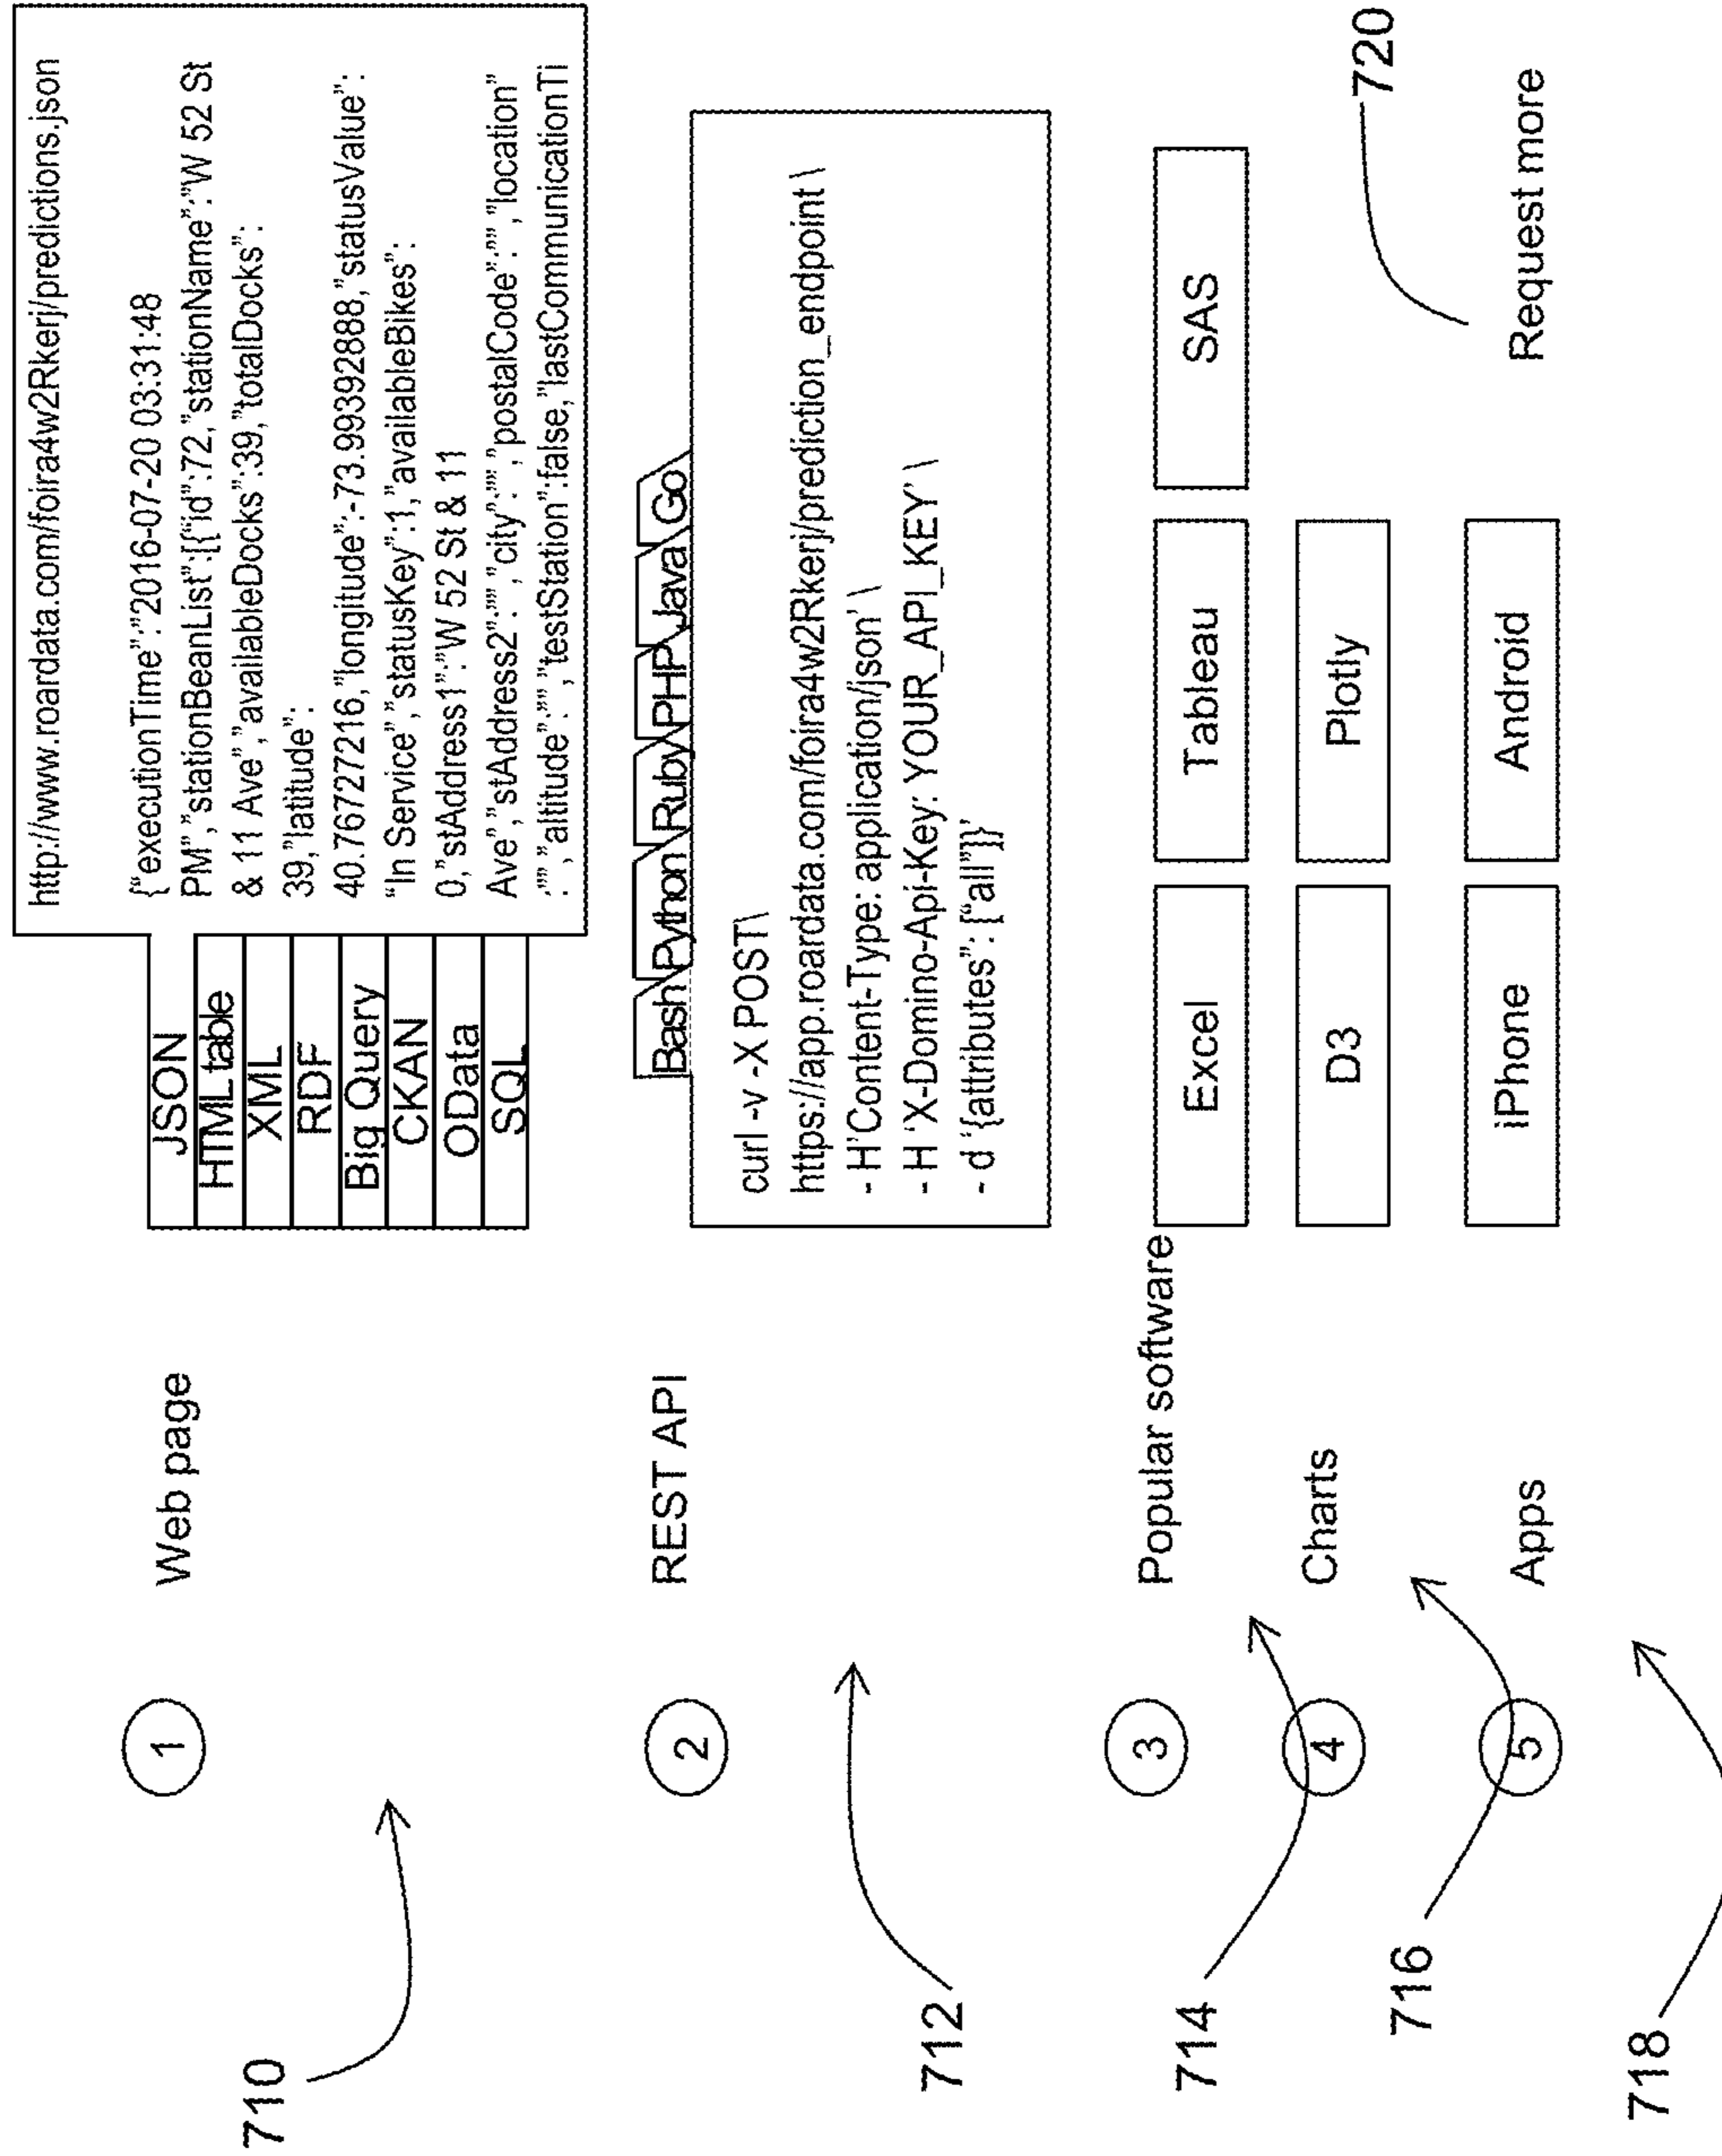 http://www.roardata.com/foira4w2Rkerj/predictions.json
1
Web page
JSON
HTML table
XML
RDF
Big Query
CKAN
OData
SQL
{“executionTime”:”2016-07-20 03:31:48
PM”,”stationBeanList”:[{“id”:72,”stationName”:”W 52 St
& 11 Ave”,”availableDocks”:39,”totalDocks”:
39,”latitude”:
40.76727216,”longitude”:-73.99392888,”statusValue”:
“In Service”,”statusKey”:1,”availableBikes”:
0,”stAddress1”:”W 52 St & 11
Ave”,”stAddress2”:””,”city”:””,”postalCode”:””,”location”
:””,”altitude”:””,”testStation”:false,”lastCommunicationTi
710
2
REST API
Bash Python Ruby PHP Java Go
curl -v -X POST\
https://app.roardata.com/foira4w2Rkerj/prediction_endpoint \
- H’Content-Type: application/json’ \
- H ‘X-Domino-Api-Key: YOUR_API_KEY’ \
- d ‘{attributes”: [“all”]}’
712
3
Popular software
Excel
Tableau
SAS
714
4
Charts
D3
Plotly
720
716
5
Apps
iPhone
Android
Request more
718